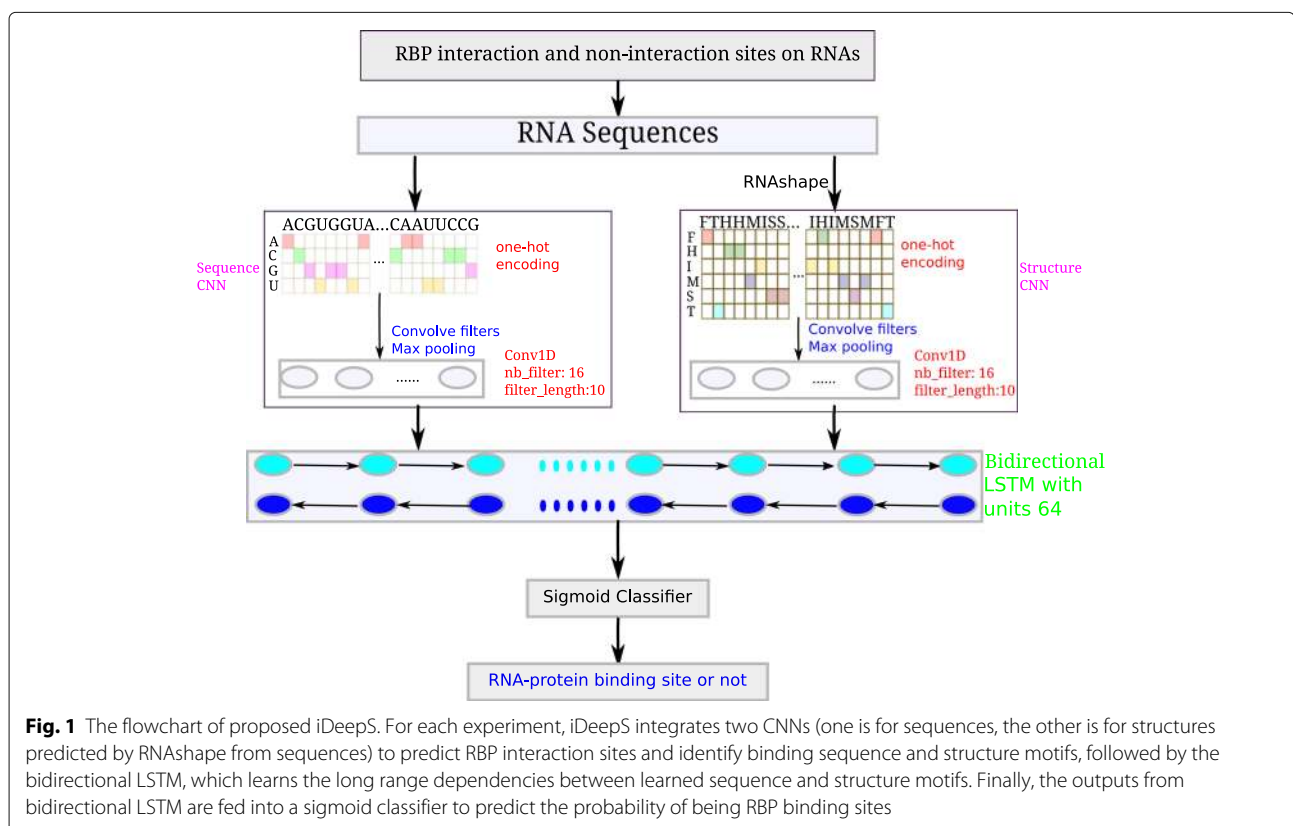 RBP interaction and non-interaction sites on RNAs
RNA Sequences
RNAshape
ACGUGGUA...CAAUUCCG
A
C
G
U
...
one-hot
encoding
Sequence
CNN
Convolve filters
Max pooling
......
Conv1D
nb_filter: 16
filter_length:10
FTHHMISS... IHIMSMFT
F
H
I
M
S
T
...
one-hot
encoding
Structure
CNN
Convolve filters
Max pooling
......
Conv1D
nb_filter: 16
filter_length:10
Bidirectional
LSTM with
units 64
Sigmoid Classifier
RNA-protein binding site or not
Fig. 1 The flowchart of proposed iDeepS. For each experiment, iDeepS integrates two CNNs (one is for sequences, the other is for structures
predicted by RNAshape from sequences) to predict RBP interaction sites and identify binding sequence and structure motifs, followed by the
bidirectional LSTM, which learns the long range dependencies between learned sequence and structure motifs. Finally, the outputs from
bidirectional LSTM are fed into a sigmoid classifier to predict the probability of being RBP binding sites